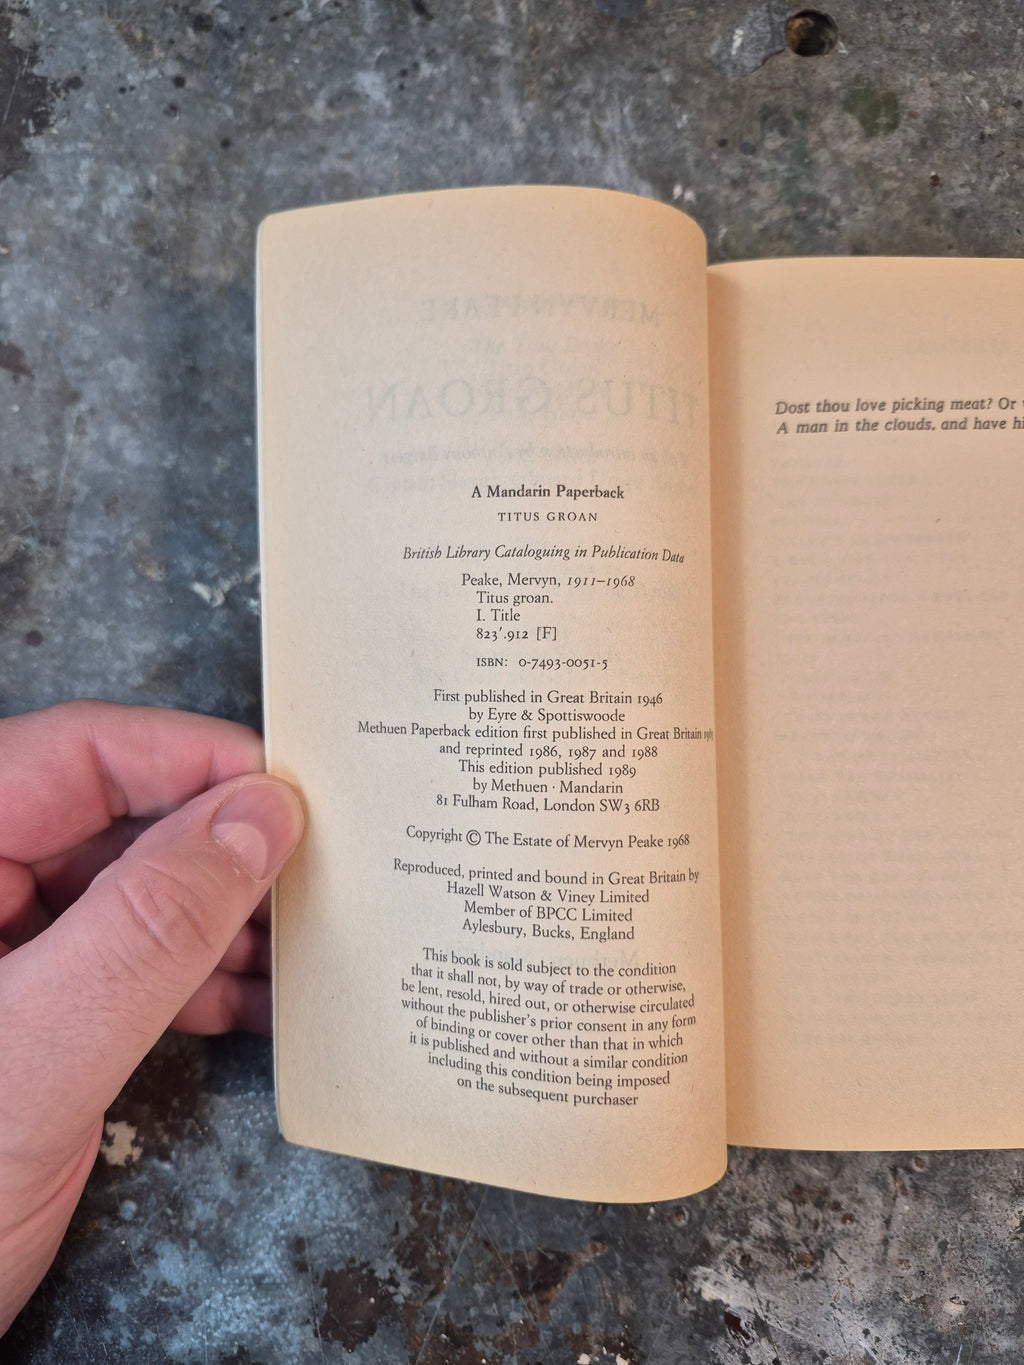 A Mandarin Paperback
TITUS GROAN
British Library Cataloguing in Publication Data
Peake, Mervyn, 1911–1968
Titus groan.
I. Title
823′.912 [F]
ISBN: 0-7493-0051-5
First published in Great Britain 1946
by Eyre & Spottiswoode
Methuen Paperback edition first published in Great Britain
and reprinted 1986, 1987 and 1988
This edition published 1989
by Methuen · Mandarin
81 Fulham Road, London SW3 6RB
Copyright © The Estate of Mervyn Peake 1968
Reproduced, printed and bound in Great Britain by
Hazell Watson & Viney Limited
Member of BPCC Limited
Aylesbury, Bucks, England
This book is sold subject to the condition
that it shall not, by way of trade or otherwise,
be lent, resold, hired out, or otherwise circulated
without the publisher's prior consent in any form
of binding or cover other than that in which
it is published and without a similar condition
including this condition being imposed
on the subsequent purchaser
Dost thou love picking meat? Or
A man in the clouds, and have